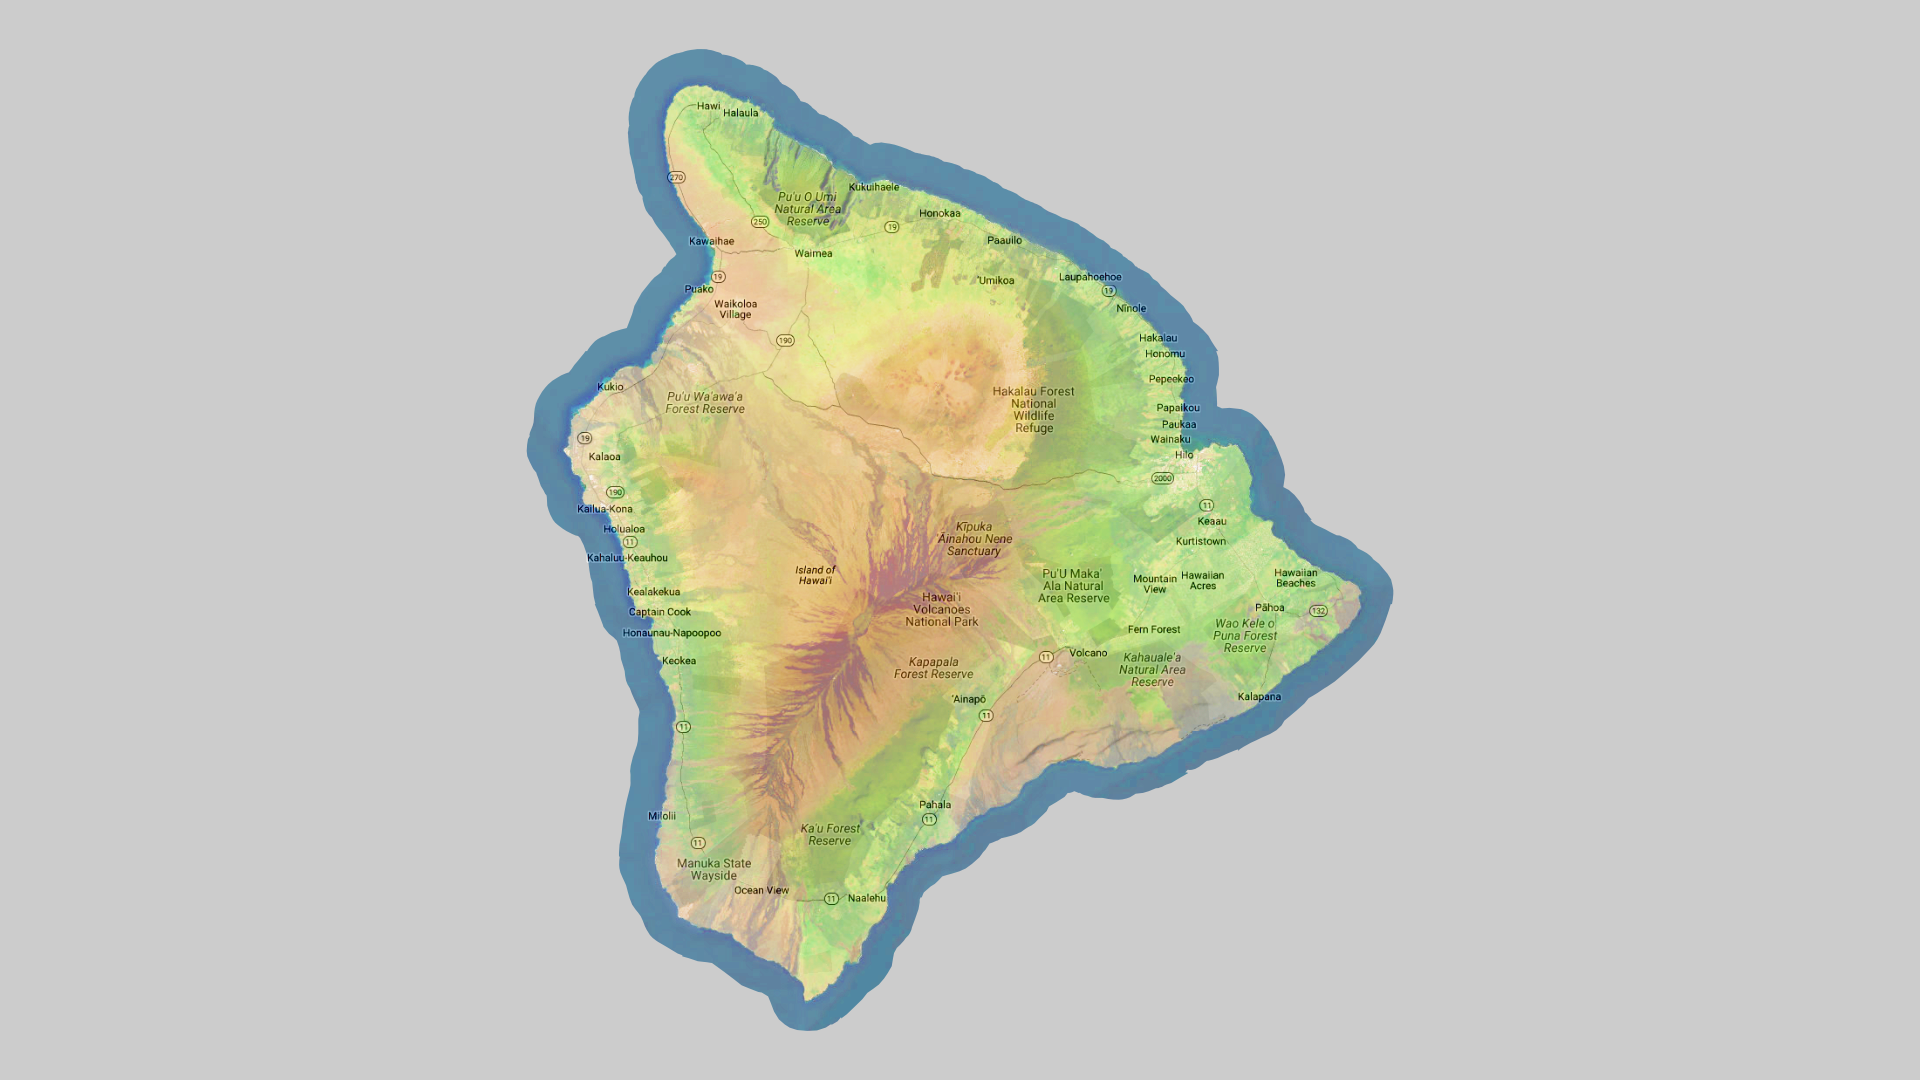 Hawi
Halaula
270
Kukuihaele
Pu'u O Umi
Natural Area
Reserve
250
19
Honokaa
Kawaihae
Waimea
Paauilo
19
'Umikoa
Laupahoehoe
19
Puako
Waikoloa
Village
Ninole
190
Hakalau
Honomu
Kukio
Pu'u Wa'awa'a
Forest Reserve
Hakalau Forest
National
Wildlife
Refuge
Pepeekeo
Papaikou
Paukaa
19
Wainaku
Kalaoa
Hilo
2000
190
11
Kailua-Kona
Keaau
Holualoa
11
Kīpuka
'Āinahou Nene
Sanctuary
Kurtistown
Kahaluu-Keauhou
Island of
Hawai'i
Pu'U Maka'
Ala Natural
Area Reserve
Mountain
View
Hawaiian
Acres
Hawaiian
Beaches
Kealakekua
Hawai'i
Volcanoes
National Park
Pāhoa
132
Captain Cook
Honaunau-Napoopoo
Fern Forest
Wao Kele o
Puna Forest
Reserve
Keokea
Kapapala
Forest Reserve
11
Volcano
Kahauale'a
Natural Area
Reserve
'Ainapō
Kalapana
11
11
Pahala
Milolii
11
Ka'u Forest
Reserve
11
Manuka State
Wayside
Ocean View
11
Naalehu